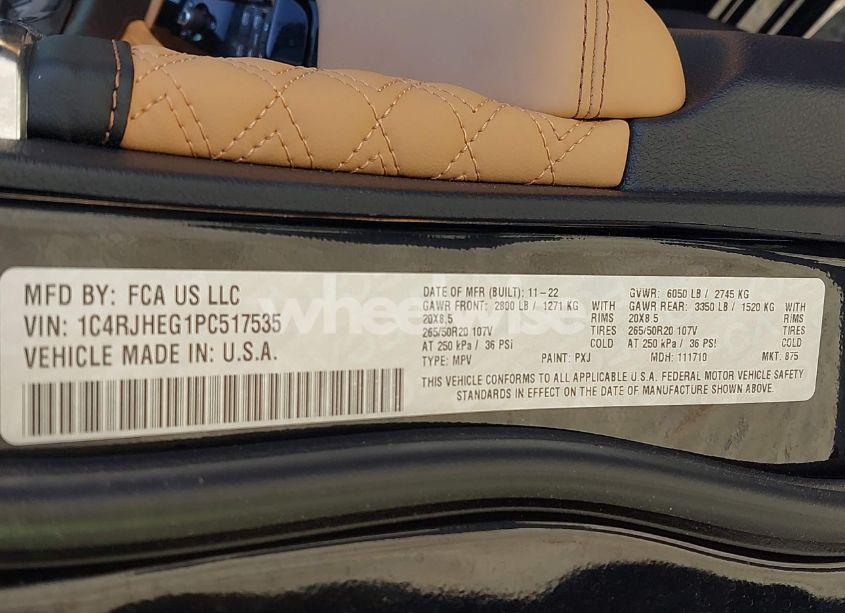 MFD BY: FCA US LLC
VIN: 1C4RJHEG1PC517535
VEHICLE MADE IN: U.S.A.
DATE OF MFR (BUILT): 11-22 GVWR: 6050 LB / 2745 KG
GAWR FRONT: 2800 LB / 1271 KG WITH GAWR REAR: 3350 LB / 1520 KG WITH
20X8.5 RIMS 20X8.5 RIMS
265/50R20 107V TIRES 265/50R20 107V TIRES
AT 250 kPa / 36 PSI COLD AT 250 kPa / 36 PSI COLD
TYPE: MPV PAINT: PXJ MDH: 111710 MKT: 875
THIS VEHICLE CONFORMS TO ALL APPLICABLE U.S.A. FEDERAL MOTOR VEHICLE SAFETY
STANDARDS IN EFFECT ON THE DATE OF MANUFACTURE SHOWN ABOVE.
wheelwise